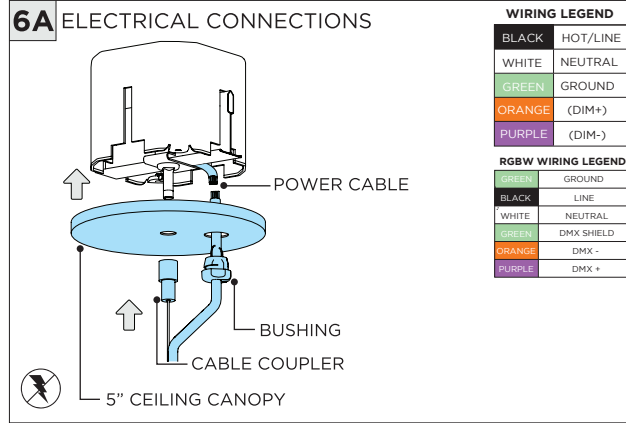 6A ELECTRICAL CONNECTIONS
POWER CABLE
BUSHING
CABLE COUPLER
5” CEILING CANOPY
WIRING LEGEND
BLACK HOT/LINE
WHITE NEUTRAL
GREEN GROUND
ORANGE (DIM+)
PURPLE (DIM-)
RGBW WIRING LEGEND
GREEN GROUND
BLACK LINE
WHITE NEUTRAL
GREEN DMX SHIELD
ORANGE DMX -
PURPLE DMX +